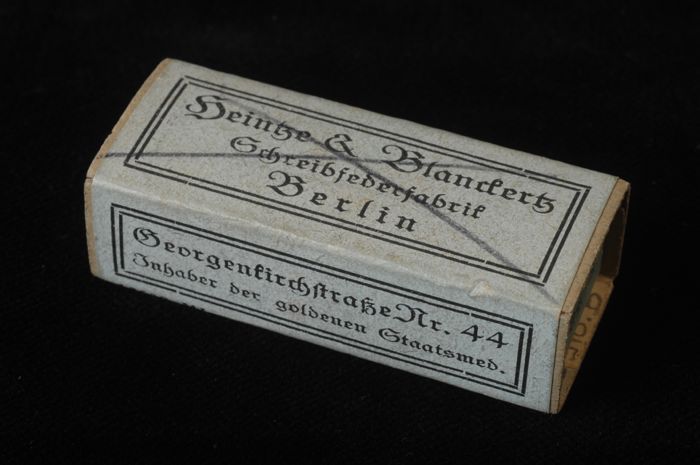 Heintze & Blanckertz
Schreibfederfabrik
Berlin
Georgenkirchstraße Nr. 44
Inhaber der goldenen Staatsmed.